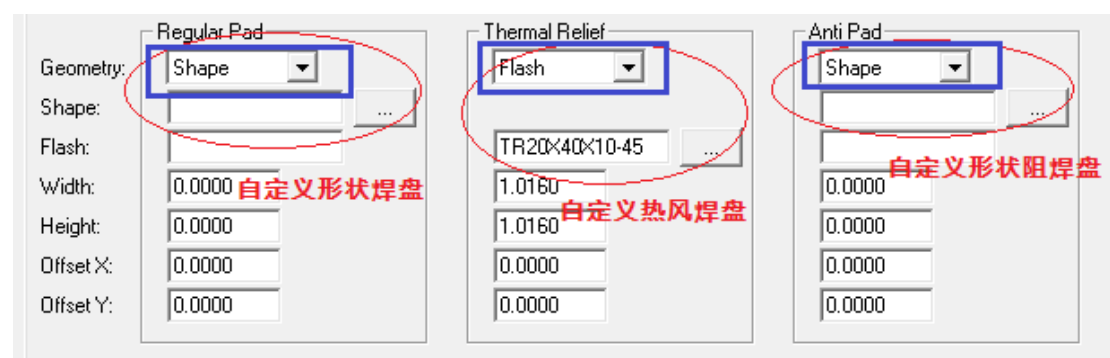 Regular Pad Thermal Relief Anti Pad
Geometry: Shape Flash Shape
Shape: ... ...
Flash: TR20X40X10-45 ...
自定义形状阻焊盘
Width: 0.0000 自定义形状焊盘 1.0160 0.0000
自定义热风焊盘
Height: 0.0000 1.0160 0.0000
Offset X: 0.0000 0.0000 0.0000
Offset Y: 0.0000 0.0000 0.0000